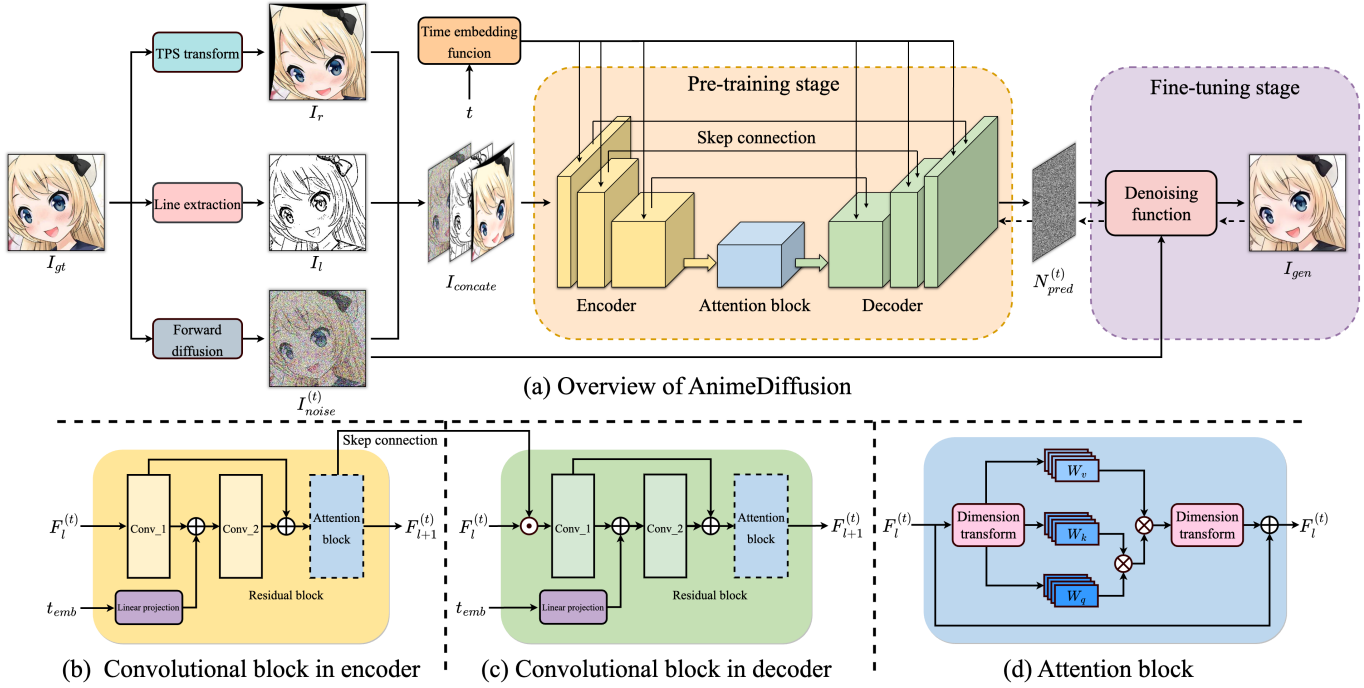 TPS transform
I_r
Time embedding
funcion
t
Pre-training stage
Fine-tuning stage
Skep connection
I_gt
Line extraction
I_l
I_concate
Encoder
Attention block
Decoder
N_pred^(t)
Denoising
function
I_gen
Forward
diffusion
I_noise^(t)
(a) Overview of AnimeDiffusion
Skep connection
F_l^(t)
Conv_1
Conv_2
Attention
block
F_{l+1}^(t)
Residual block
t_emb
Linear projection
(b) Convolutional block in encoder
F_l^(t)
Conv_1
Conv_2
Attention
block
F_{l+1}^(t)
Residual block
t_emb
Linear projection
(c) Convolutional block in decoder
F_l^(t)
Dimension
transform
W_v
W_k
W_q
Dimension
transform
F_l^(t)
(d) Attention block